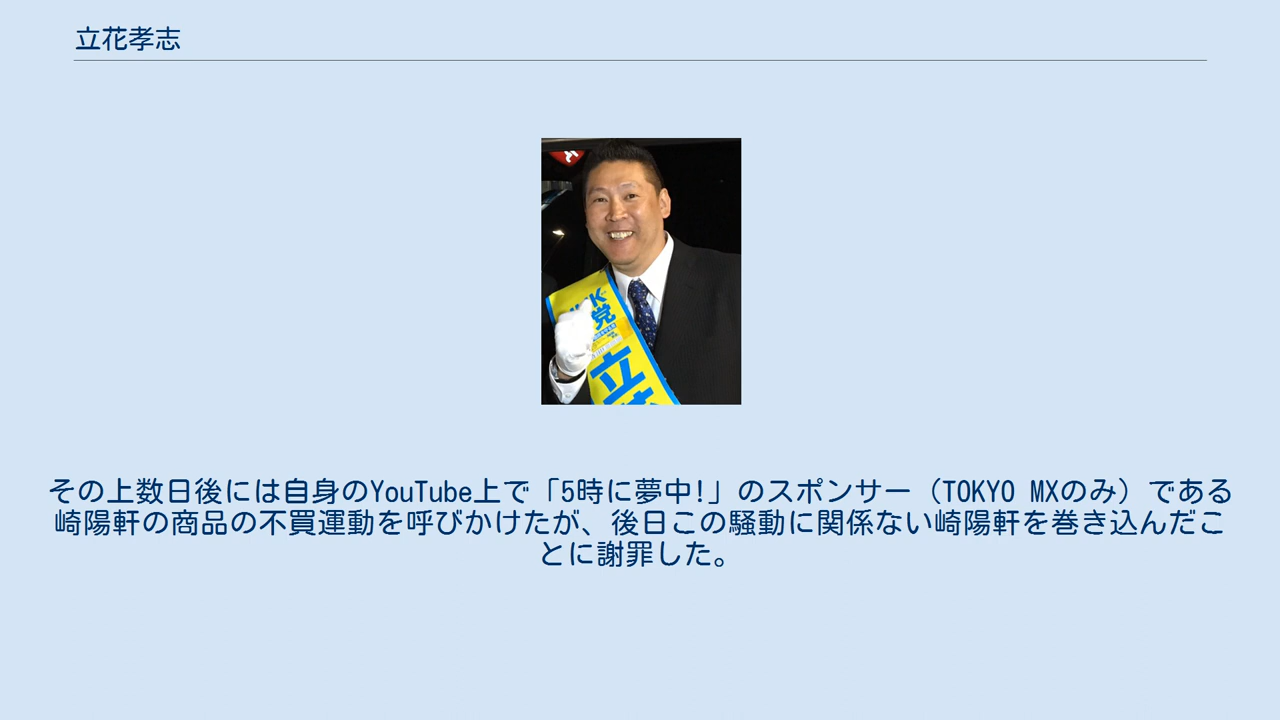 立花孝志
党
立
その上数日後には自身のYouTube上で「5時に夢中!」のスポンサー（TOKYO MXのみ）である
崎陽軒の商品の不買運動を呼びかけたが、後日この騒動に関係ない崎陽軒を巻き込んだこ
とに謝罪した。